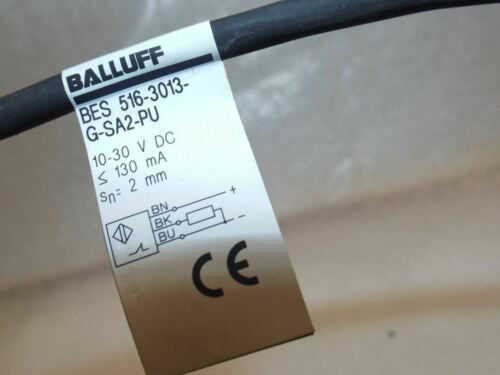 BALLUFF
BES 516-3013-
G-SA2-PU
10-30 V DC
≤ 130 mA
sn= 2 mm
BN +
BK
BU -
CE